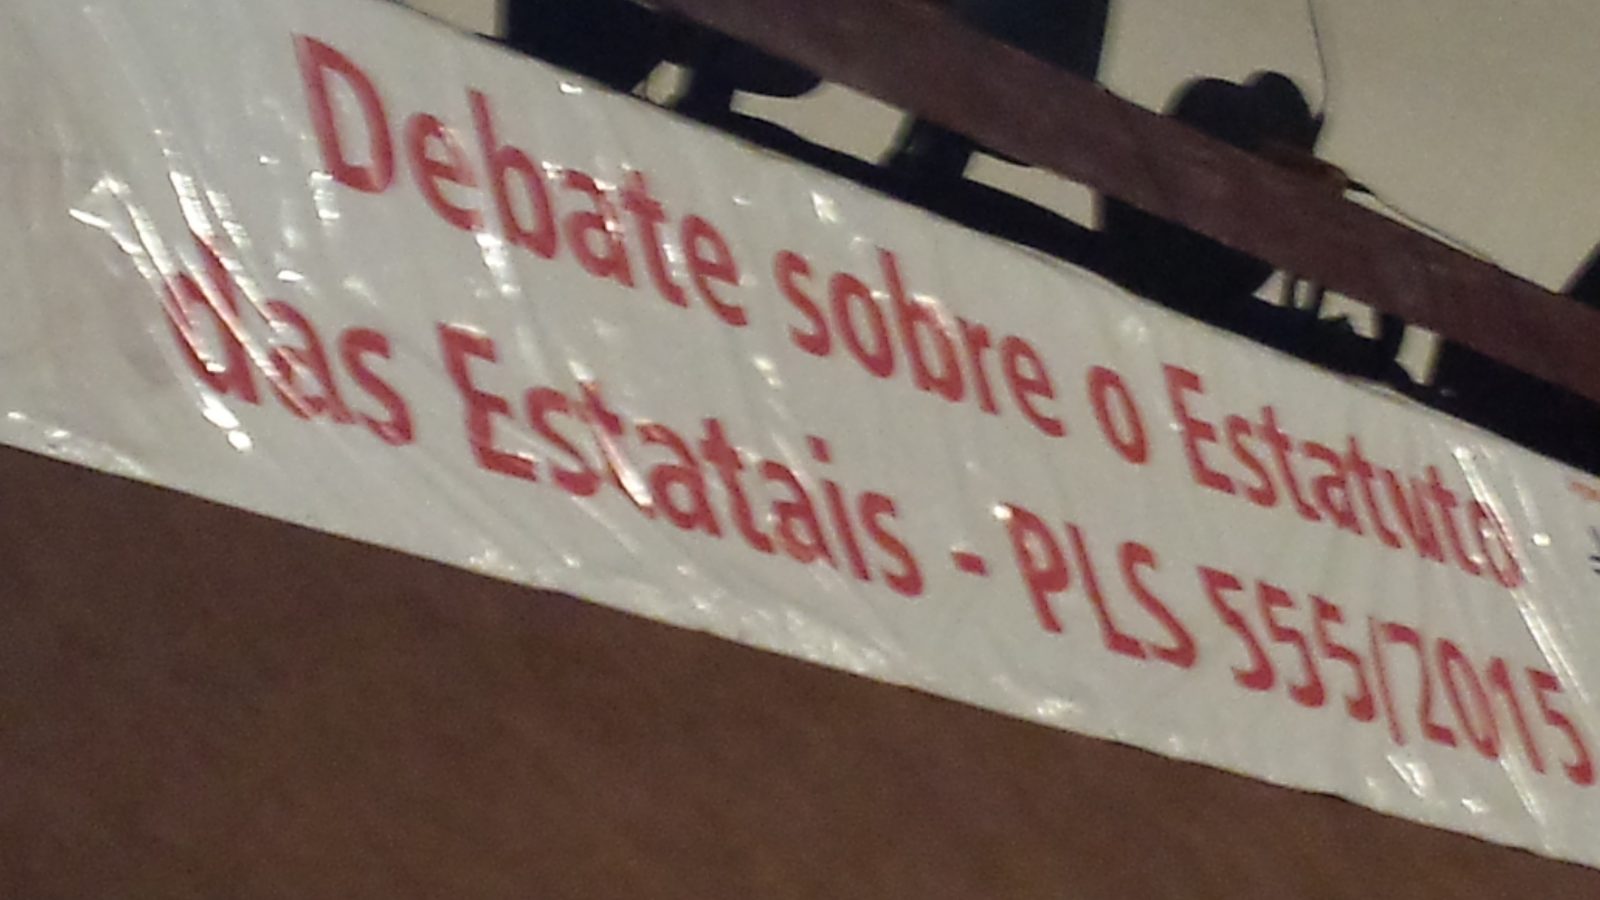 Debate sobre o Estatuto
das Estatais - PLS 555/2015